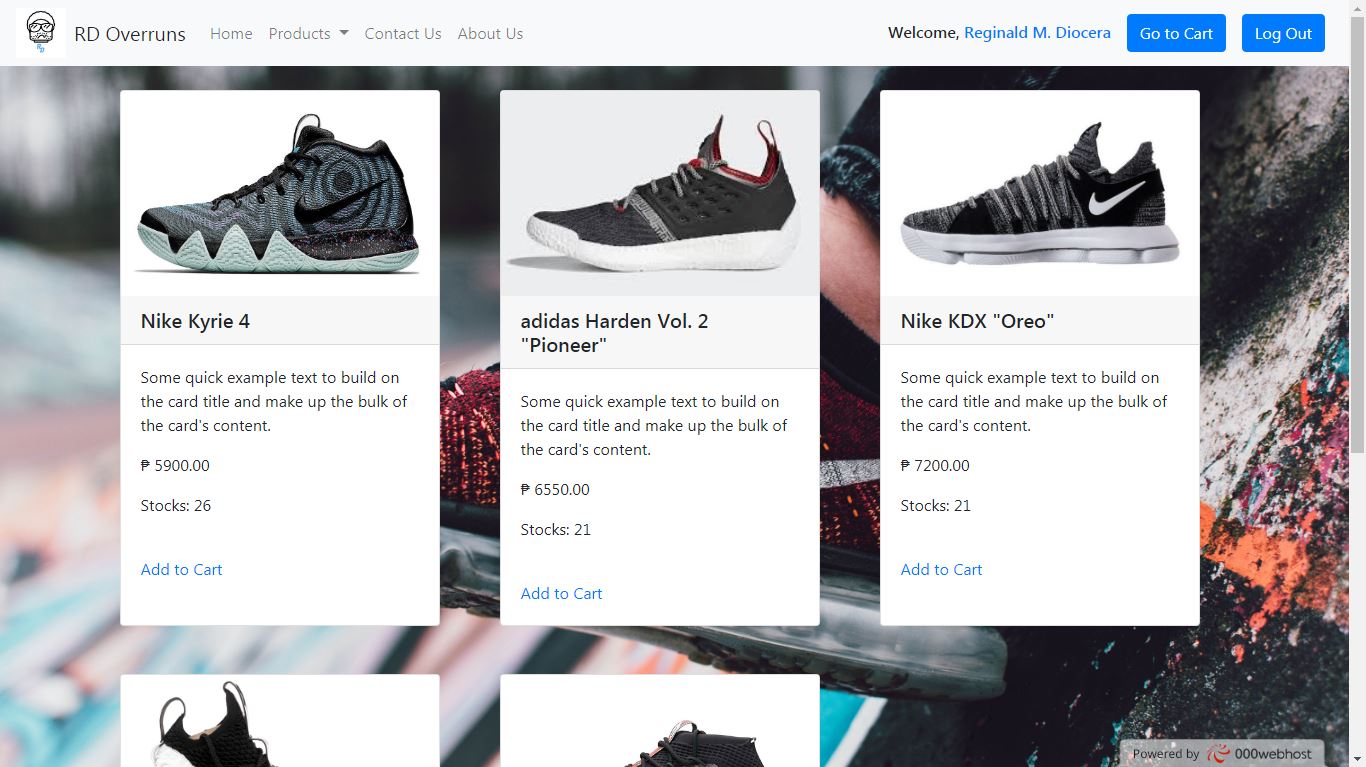 RD Overruns Home Products Contact Us About Us Welcome, Reginald M. Diocera Go to Cart Log Out
Nike Kyrie 4
Some quick example text to build on
the card title and make up the bulk of
the card's content.
₱ 5900.00
Stocks: 26
Add to Cart
adidas Harden Vol. 2
"Pioneer"
Some quick example text to build on
the card title and make up the bulk of
the card's content.
₱ 6550.00
Stocks: 21
Add to Cart
Nike KDX "Oreo"
Some quick example text to build on
the card title and make up the bulk of
the card's content.
₱ 7200.00
Stocks: 21
Add to Cart
Powered by 000webhost